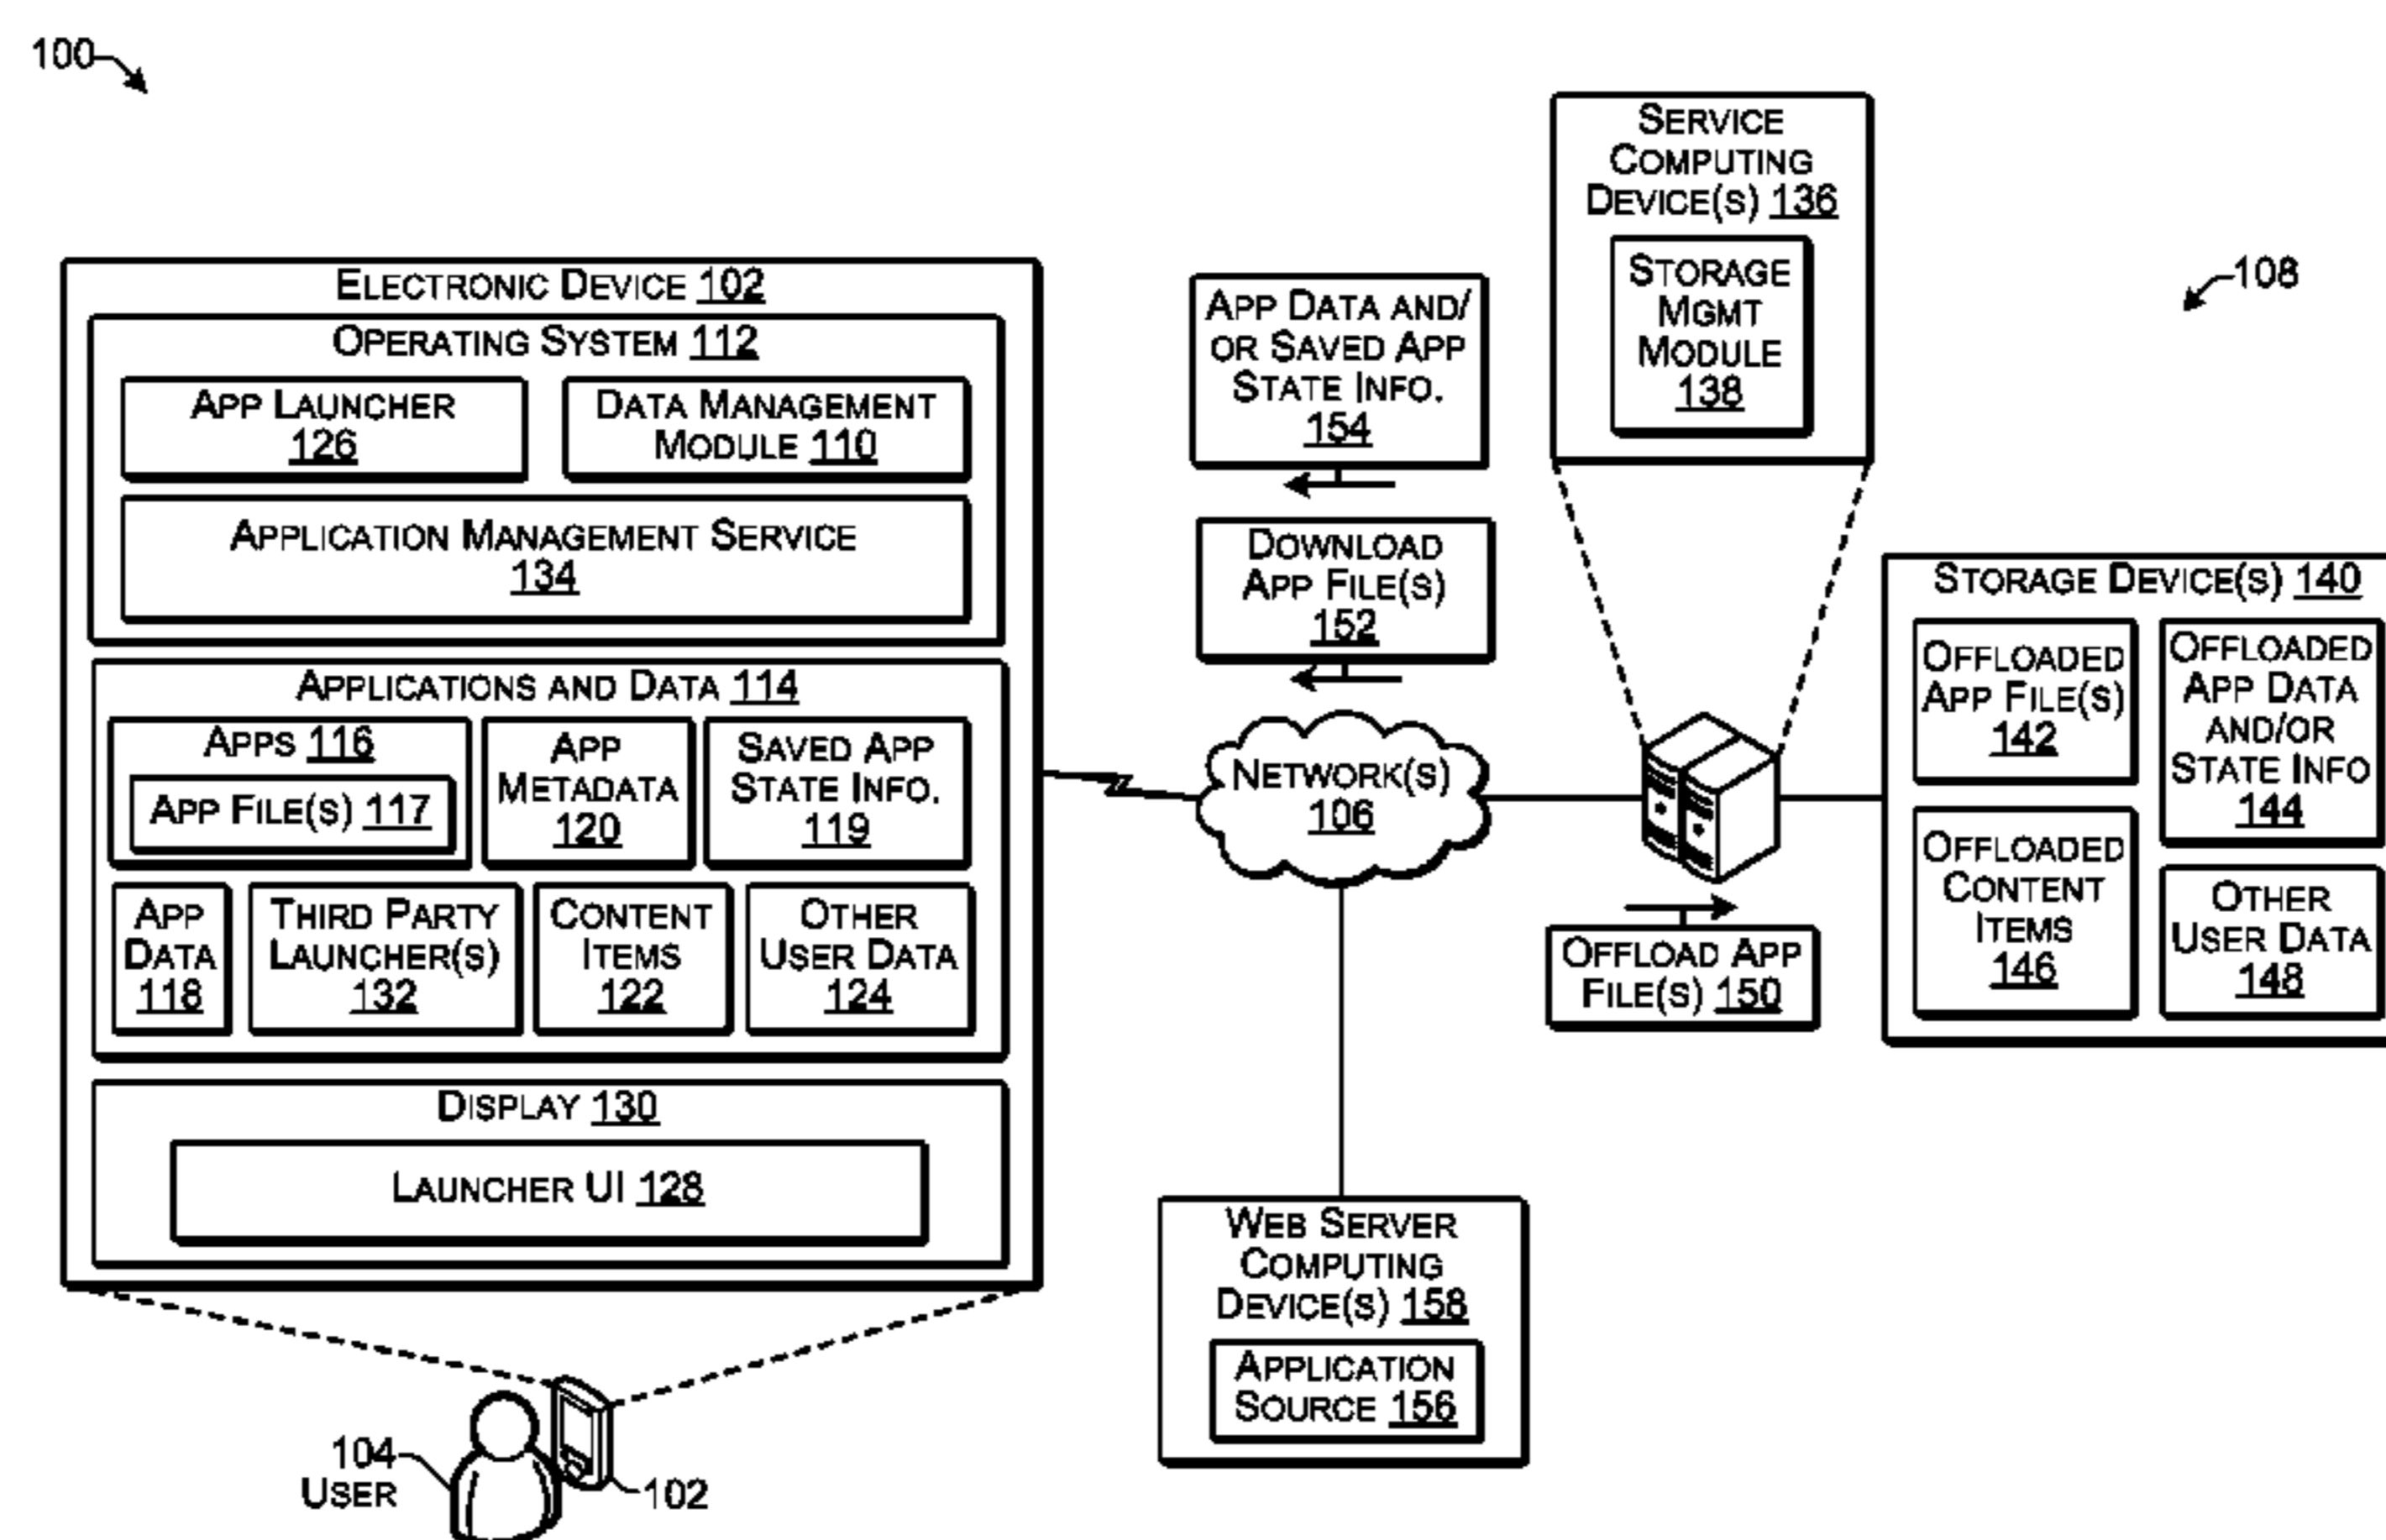 100
ELECTRONIC DEVICE 102
OPERATING SYSTEM 112
APP LAUNCHER
126
DATA MANAGEMENT
MODULE 110
APPLICATION MANAGEMENT SERVICE
134
APPLICATIONS AND DATA 114
APPS 116
APP FILE(S) 117
APP
METADATA
120
SAVED APP
STATE INFO.
119
APP
DATA
118
THIRD PARTY
LAUNCHER(S)
132
CONTENT
ITEMS
122
OTHER
USER DATA
124
DISPLAY 130
LAUNCHER UI 128
104
USER
102
APP DATA AND/
OR SAVED APP
STATE INFO.
154
DOWNLOAD
APP FILE(S)
152
NETWORK(S)
106
WEB SERVER
COMPUTING
DEVICE(S) 158
APPLICATION
SOURCE 156
SERVICE
COMPUTING
DEVICE(S) 136
STORAGE
MGMT
MODULE
138
OFFLOAD APP
FILE(S) 150
108
STORAGE DEVICE(S) 140
OFFLOADED
APP FILE(S)
142
OFFLOADED
APP DATA
AND/OR
STATE INFO
144
OFFLOADED
CONTENT
ITEMS
146
OTHER
USER DATA
148